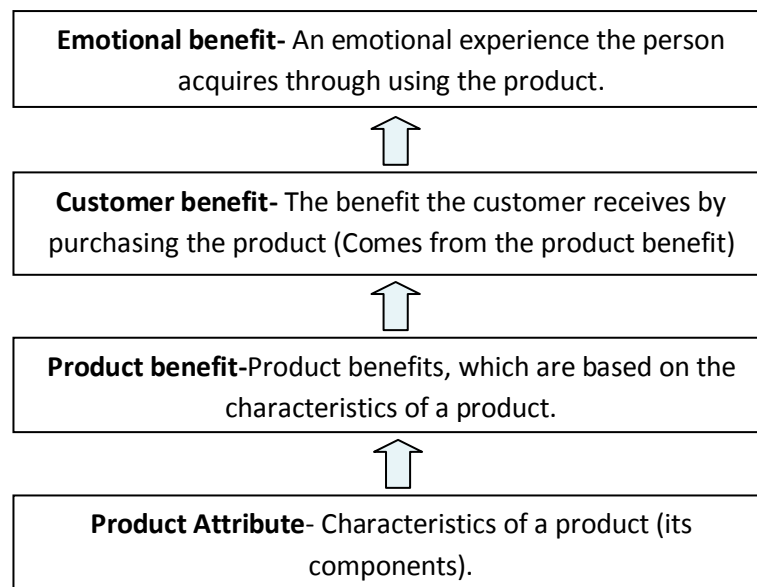 Emotional benefit- An emotional experience the person
acquires through using the product.
Customer benefit- The benefit the customer receives by
purchasing the product (Comes from the product benefit)
Product benefit-Product benefits, which are based on the
characteristics of a product.
Product Attribute- Characteristics of a product (its
components).